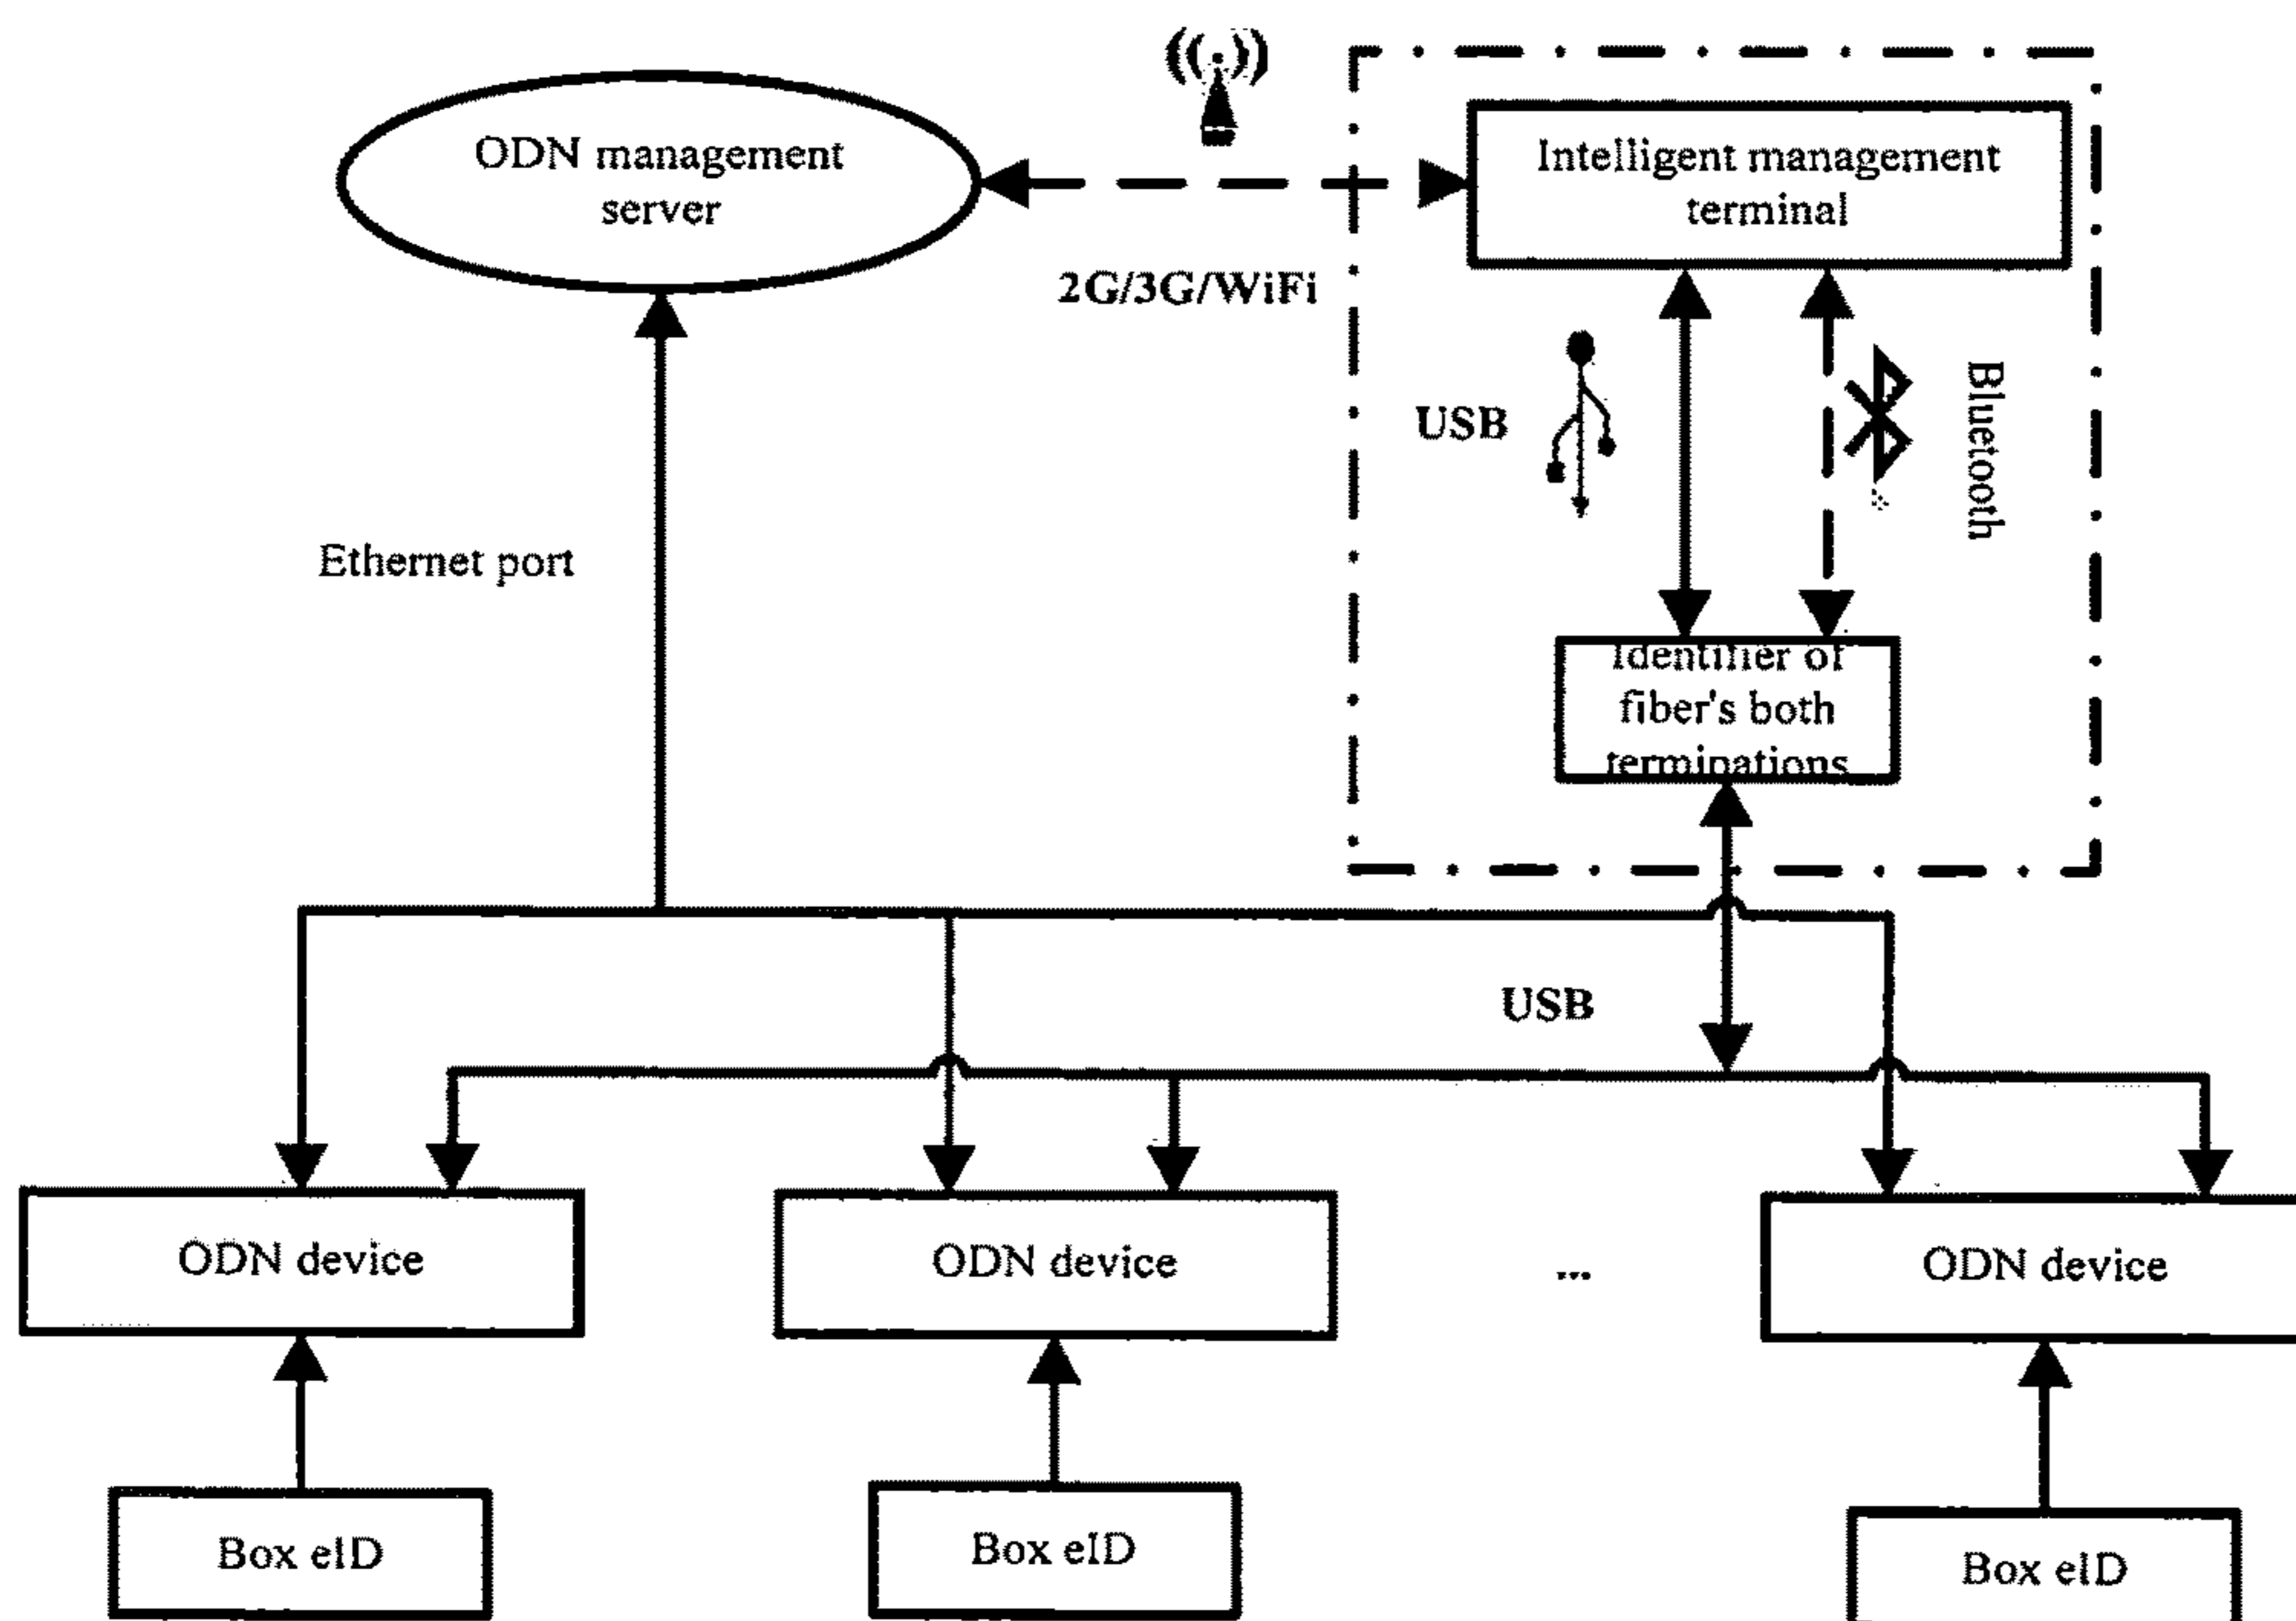 ODN management
server
Intelligent management
terminal
2G/3G/WiFi
USB
Bluetooth
Ethernet port
Identifier of
fiber's both
terminations
USB
ODN device
ODN device
...
ODN device
Box eID
Box eID
Box eID